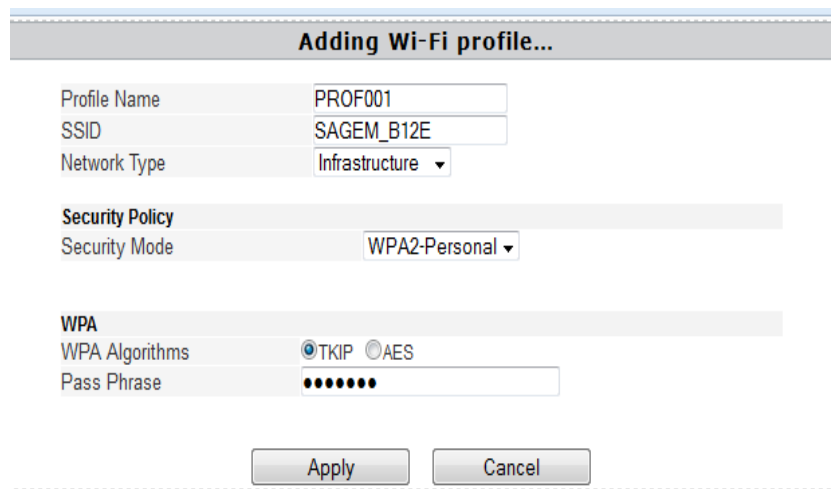 Adding Wi-Fi profile...
Profile Name PROF001
SSID SAGEM_B12E
Network Type Infrastructure
Security Policy
Security Mode WPA2-Personal
WPA
WPA Algorithms TKIP AES
Pass Phrase •••••••
Apply Cancel